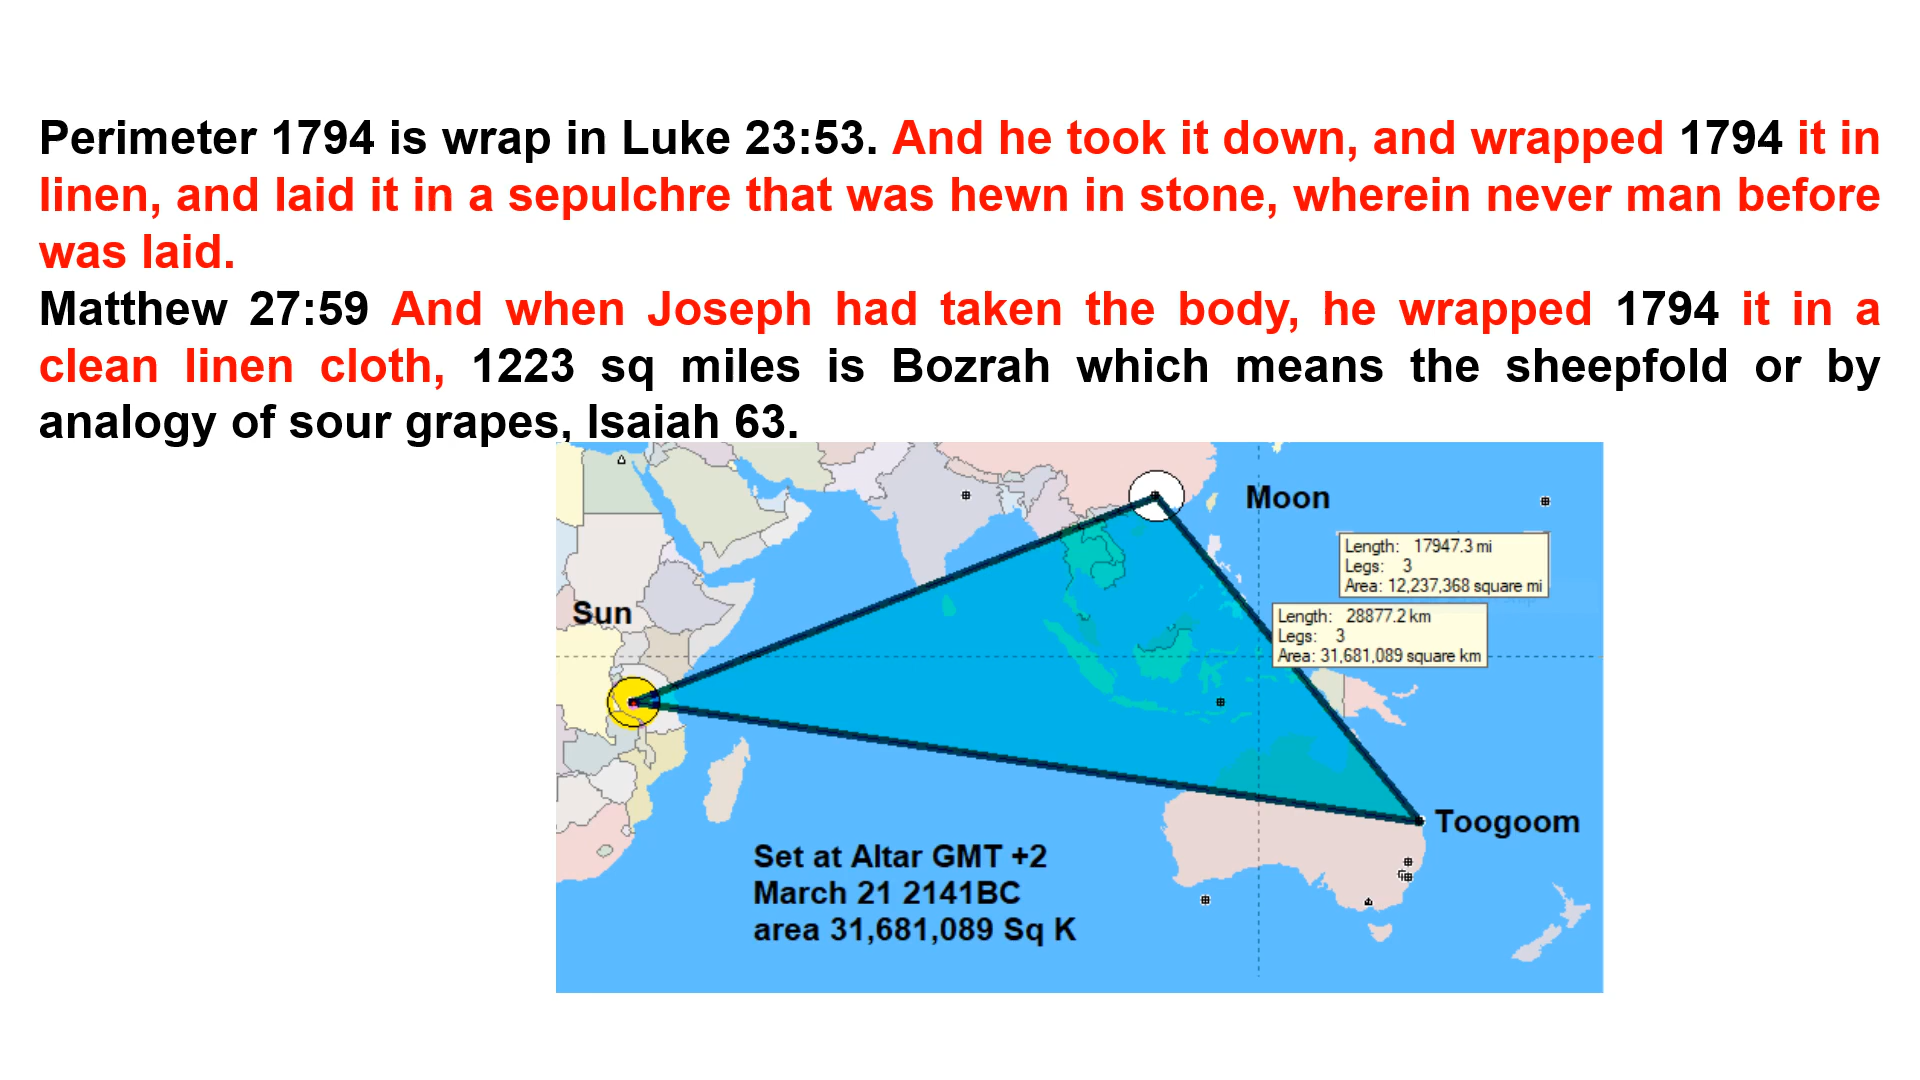 Perimeter 1794 is wrap in Luke 23:53. And he took it down, and wrapped 1794 it in
linen, and laid it in a sepulchre that was hewn in stone, wherein never man before
was laid.
Matthew 27:59 And when Joseph had taken the body, he wrapped 1794 it in a
clean linen cloth, 1223 sq miles is Bozrah which means the sheepfold or by
analogy of sour grapes, Isaiah 63.
Moon
Length: 17947.3 mi
Legs: 3
Area: 12,237,368 square mi
Sun
Length: 28877.2 km
Legs: 3
Area: 31,681,089 square km
Toogoom
Set at Altar GMT +2
March 21 2141BC
area 31,681,089 Sq K